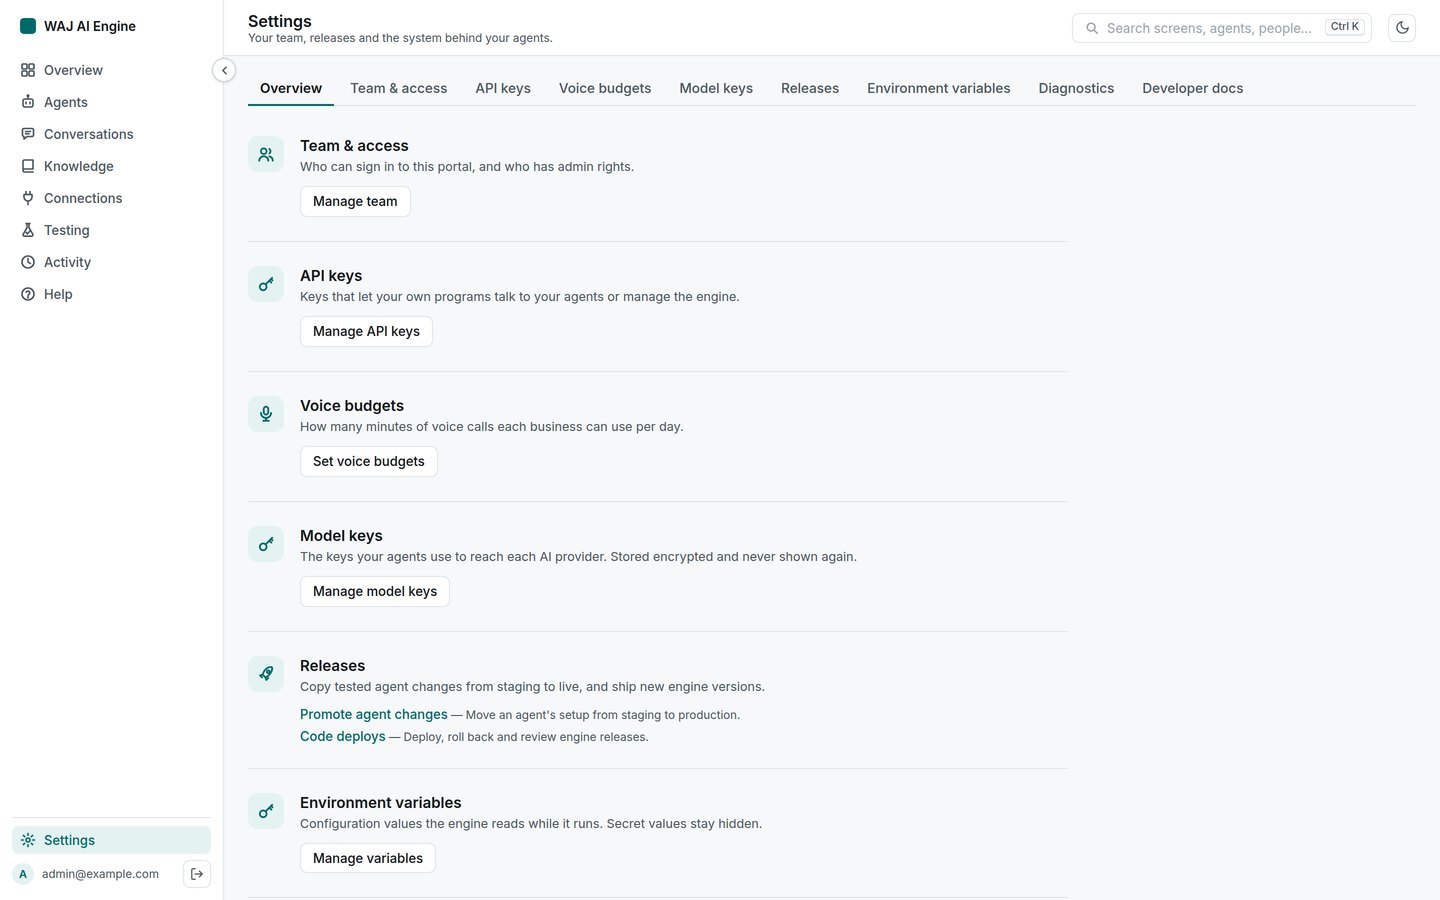 WAJ AI Engine
Overview
Agents
Conversations
Knowledge
Connections
Testing
Activity
Help
Settings
A admin@example.com
Settings
Your team, releases and the system behind your agents.
Search screens, agents, people... Ctrl K
Overview Team & access API keys Voice budgets Model keys Releases Environment variables Diagnostics Developer docs
Team & access
Who can sign in to this portal, and who has admin rights.
Manage team
API keys
Keys that let your own programs talk to your agents or manage the engine.
Manage API keys
Voice budgets
How many minutes of voice calls each business can use per day.
Set voice budgets
Model keys
The keys your agents use to reach each AI provider. Stored encrypted and never shown again.
Manage model keys
Releases
Copy tested agent changes from staging to live, and ship new engine versions.
Promote agent changes — Move an agent's setup from staging to production.
Code deploys — Deploy, roll back and review engine releases.
Environment variables
Configuration values the engine reads while it runs. Secret values stay hidden.
Manage variables